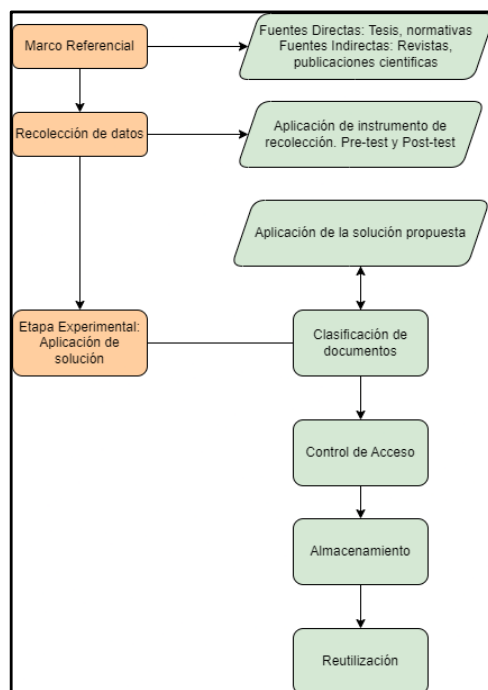 Marco Referencial
Fuentes Directas: Tesis, normativas
Fuentes Indirectas: Revistas,
publicaciones cientificas
Recolección de datos
Aplicación de instrumento de
recolección. Pre-test y Post-test
Aplicación de la solución propuesta
Etapa Experimental:
Aplicación de
solución
Clasificación de
documentos
Control de Acceso
Almacenamiento
Reutilización